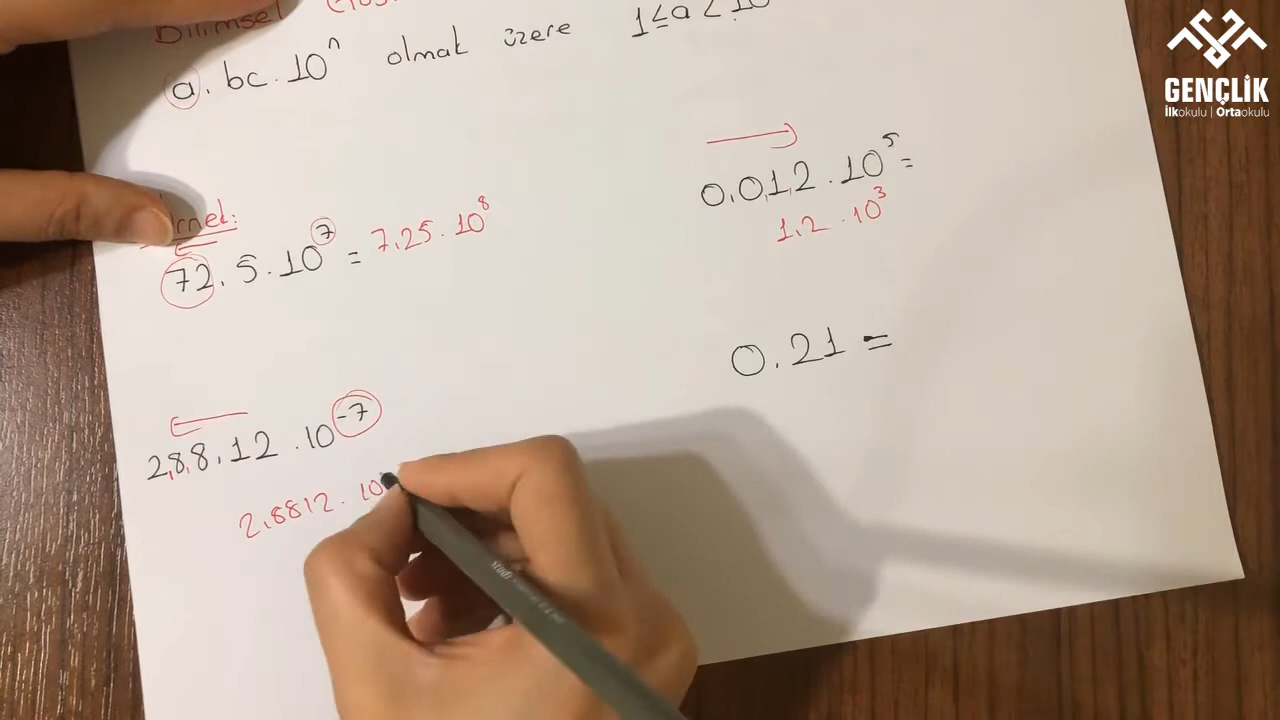 Bilimsel
a.bc.10ⁿ olmak üzere 1≤a<10
72.5.10⁷ = 7,25.10⁸
0.012.10⁵ =
1,2.10³
0.21 =
288.12.10⁻⁷
2,8812.10
GENÇLİK
İlkokulu | Ortaokulu